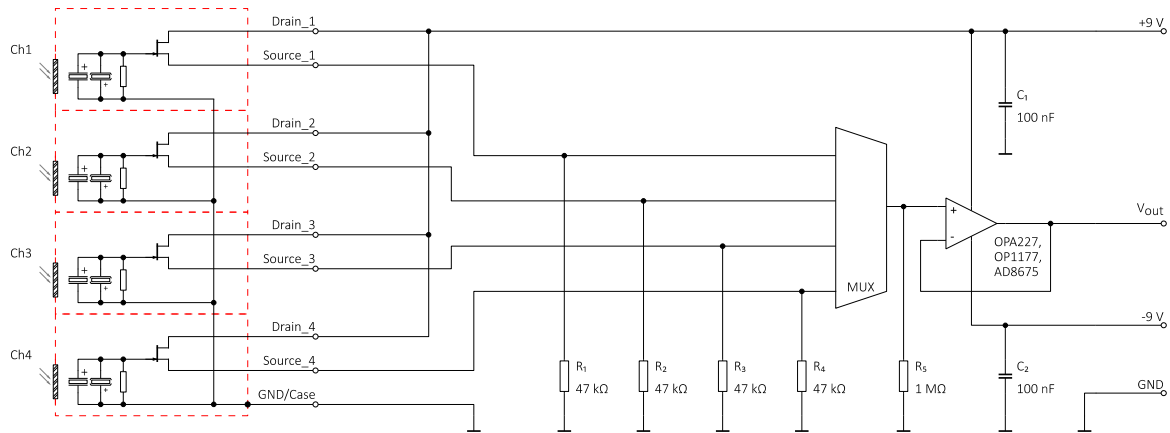 Drain_1
+9 V
Ch1
+
+
Source_1
C₁
100 nF
Drain_2
Ch2
+
+
Source_2
Drain_3
Ch3
+
+
Source_3
MUX
+
-
Vout
OPA227,
OP1177,
AD8675
Drain_4
-9 V
Ch4
+
+
Source_4
R₁
47 kΩ
R₂
47 kΩ
R₃
47 kΩ
R₄
47 kΩ
R₅
1 MΩ
C₂
100 nF
GND/Case
GND